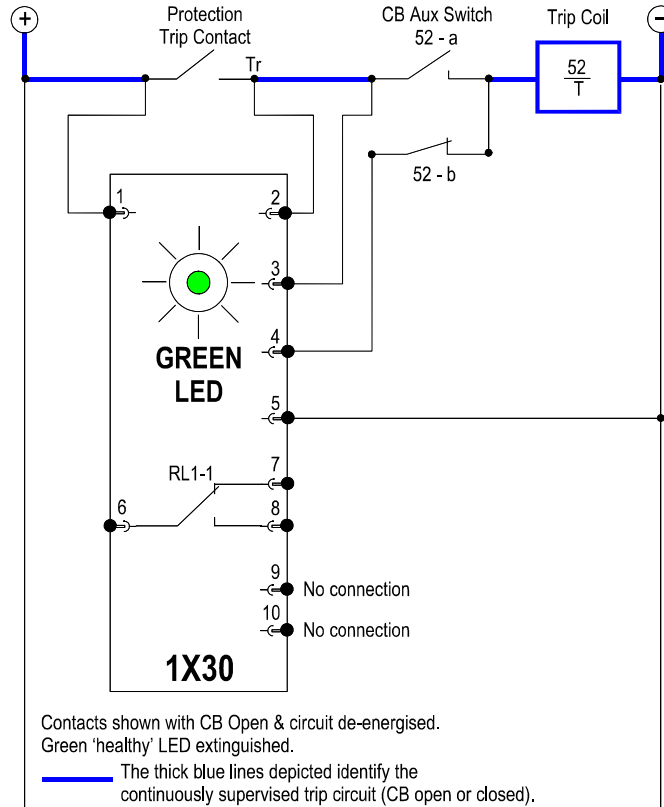 +
Protection
Trip Contact
Tr
CB Aux Switch
52 - a
Trip Coil
52
T
−
52 - b
1
2
3
GREEN
LED
4
5
RL1-1
7
6
8
9
No connection
10
No connection
1X30
Contacts shown with CB Open & circuit de-energised.
Green ‘healthy’ LED extinguished.
The thick blue lines depicted identify the
continuously supervised trip circuit (CB open or closed).